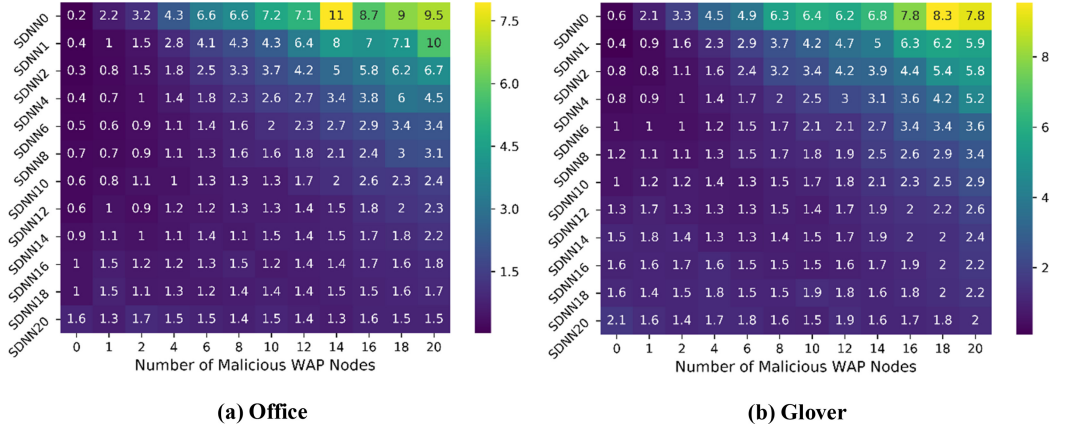 SDNN0 0.2 2.2 3.2 4.3 6.6 6.6 7.2 7.1 11 8.7 9 9.5
SDNN1 0.4 1 1.5 2.8 4.1 4.3 4.3 6.4 8 7 7.1 10
SDNN2 0.3 0.8 1.5 1.8 2.5 3.3 3.7 4.2 5 5.8 6.2 6.7
SDNN4 0.4 0.7 1 1.4 1.8 2.3 2.6 2.7 3.4 3.8 6 4.5
SDNN6 0.5 0.6 0.9 1.1 1.4 1.6 2 2.3 2.7 2.9 3.4 3.4
SDNN8 0.7 0.7 0.9 1.1 1.3 1.6 1.6 1.8 2.1 2.4 3 3.1
SDNN10 0.6 0.8 1.1 1 1.3 1.3 1.3 1.7 2 2.6 2.3 2.4
SDNN12 0.6 1 0.9 1.2 1.2 1.3 1.3 1.4 1.5 1.8 2 2.3
SDNN14 0.9 1.1 1 1.1 1.4 1.1 1.5 1.4 1.5 1.7 1.8 2.2
SDNN16 1 1.5 1.2 1.2 1.3 1.5 1.2 1.4 1.4 1.7 1.6 1.8
SDNN18 1 1.5 1.1 1.3 1.2 1.4 1.4 1.4 1.5 1.5 1.6 1.7
SDNN20 1.6 1.3 1.7 1.5 1.5 1.4 1.5 1.4 1.3 1.6 1.5 1.5
0 1 2 4 6 8 10 12 14 16 18 20
Number of Malicious WAP Nodes
7.5
6.0
4.5
3.0
1.5
(a) Office
SDNN0 0.6 2.1 3.3 4.5 4.9 6.3 6.4 6.2 6.8 7.8 8.3 7.8
SDNN1 0.4 0.9 1.6 2.3 2.9 3.7 4.2 4.7 5 6.3 6.2 5.9
SDNN2 0.8 0.8 1.1 1.6 2.4 3.2 3.4 4.2 3.9 4.4 5.4 5.8
SDNN4 0.8 0.9 1 1.4 1.7 2 2.5 3 3.1 3.6 4.2 5.2
SDNN6 1 1 1 1.2 1.5 1.7 2.1 2.1 2.7 3.4 3.4 3.6
SDNN8 1.2 1.1 1.1 1.3 1.5 1.7 1.8 1.9 2.5 2.6 2.9 3.4
SDNN10 1 1.2 1.2 1.4 1.3 1.5 1.7 1.8 2.1 2.3 2.5 2.9
SDNN12 1.3 1.7 1.3 1.3 1.3 1.5 1.4 1.7 1.9 2 2.2 2.6
SDNN14 1.5 1.8 1.4 1.3 1.3 1.4 1.5 1.7 1.9 2 2 2.4
SDNN16 1.6 1.6 1.7 1.6 1.5 1.5 1.5 1.6 1.7 1.9 2 2.2
SDNN18 1.6 1.4 1.5 1.8 1.5 1.5 1.9 1.8 1.6 1.8 2 2.2
SDNN20 2.1 1.6 1.4 1.7 1.8 1.6 1.5 1.9 1.6 1.7 1.8 2
0 1 2 4 6 8 10 12 14 16 18 20
Number of Malicious WAP Nodes
8
6
4
2
(b) Glover